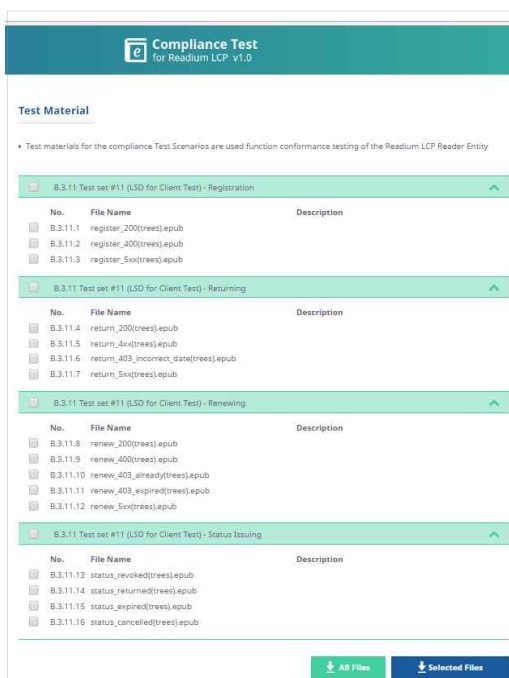 e Compliance Test
for Readium LCP v1.0
Test Material
• Test materials for the compliance Test Scenarios are used function conformance testing of the Readium LCP Reader Entity
B.3.11 Test set #11 (LSD for Client Test) - Registration
No. File Name Description
B.3.11.1 register_200(trees).epub
B.3.11.2 register_400(trees).epub
B.3.11.3 register_5xx(trees).epub
B.3.11 Test set #11 (LSD for Client Test) - Returning
No. File Name Description
B.3.11.4 return_200(trees).epub
B.3.11.5 return_4xx(trees).epub
B.3.11.6 return_403_incorrect_date(trees).epub
B.3.11.7 return_5xx(trees).epub
B.3.11 Test set #11 (LSD for Client Test) - Renewing
No. File Name Description
B.3.11.8 renew_200(trees).epub
B.3.11.9 renew_400(trees).epub
B.3.11.10 renew_403_already(trees).epub
B.3.11.11 renew_403_expired(trees).epub
B.3.11.12 renew_5xx(trees).epub
B.3.11 Test set #11 (LSD for Client Test) - Status Issuing
No. File Name Description
B.3.11.13 status_revoked(trees).epub
B.3.11.14 status_returned(trees).epub
B.3.11.15 status_expired(trees).epub
B.3.11.16 status_cancelled(trees).epub
All Files Selected Files